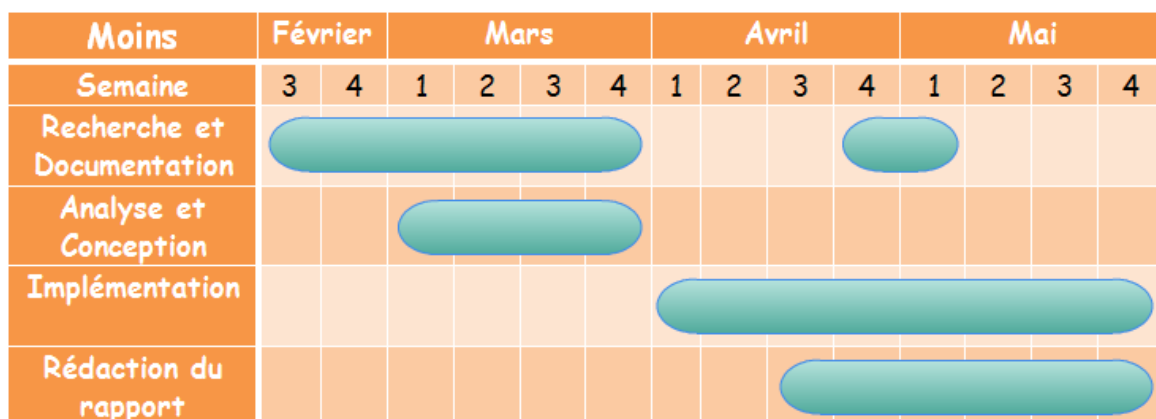 Moins Février Mars Avril Mai
Semaine 3 4 1 2 3 4 1 2 3 4 1 2 3 4
Recherche et
Documentation
Analyse et
Conception
Implémentation
Rédaction du
rapport